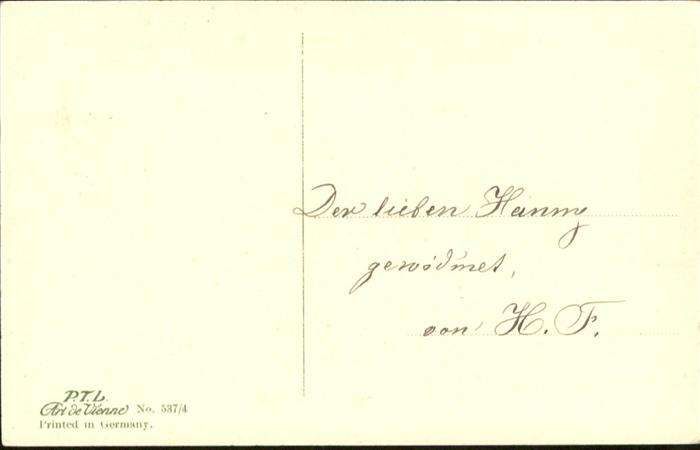 Der lieben Hanny
gewidmet,
von H. F.
P.T.L.
Art de Vienne No. 537/4
Printed in Germany.